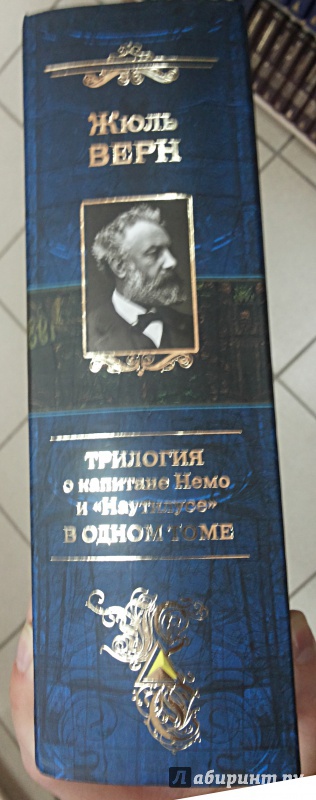 Жюль
ВЕРН
ТРИЛОГИЯ
о капитане Немо
и «Наутилусе»
В ОДНОМ ТОМЕ
Лабиринт.ру